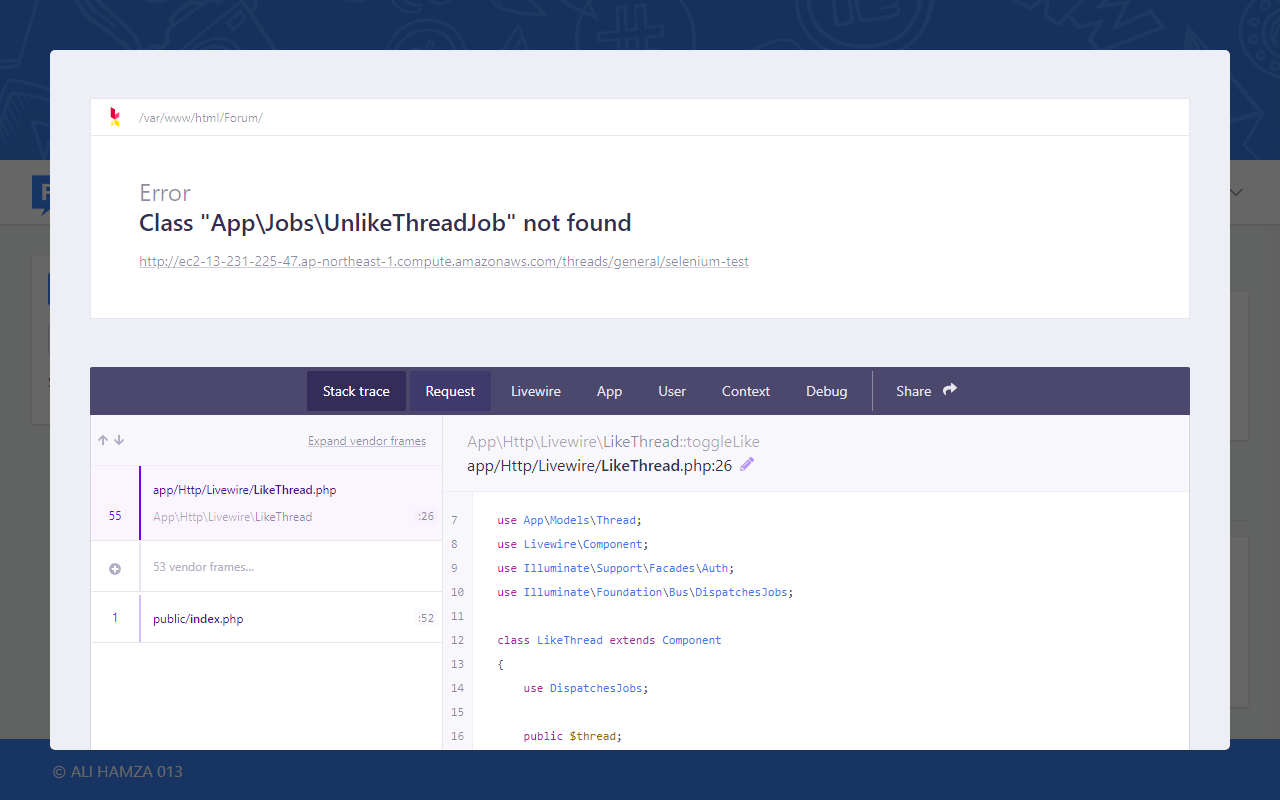 /var/www/html/Forum/
Error
Class "App\Jobs\UnlikeThreadJob" not found
http://ec2-13-231-225-47.ap-northeast-1.compute.amazonaws.com/threads/general/selenium-test
Stack trace Request Livewire App User Context Debug Share
Expand vendor frames
app/Http/Livewire/LikeThread.php
55 App\Http\Livewire\LikeThread :26
53 vendor frames…
1 public/index.php :52
App\Http\Livewire\LikeThread::toggleLike
app/Http/Livewire/LikeThread.php:26
7 use App\Models\Thread;
8 use Livewire\Component;
9 use Illuminate\Support\Facades\Auth;
10 use Illuminate\Foundation\Bus\DispatchesJobs;
11
12 class LikeThread extends Component
13 {
14 use DispatchesJobs;
15
16 public $thread;
© ALI HAMZA 013